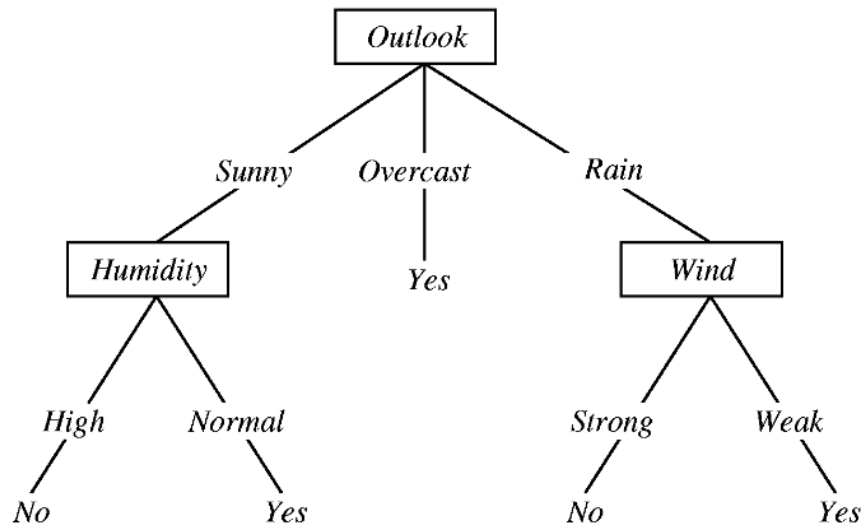 Outlook
Sunny Overcast Rain
Humidity Yes Wind
High Normal Strong Weak
No Yes No Yes